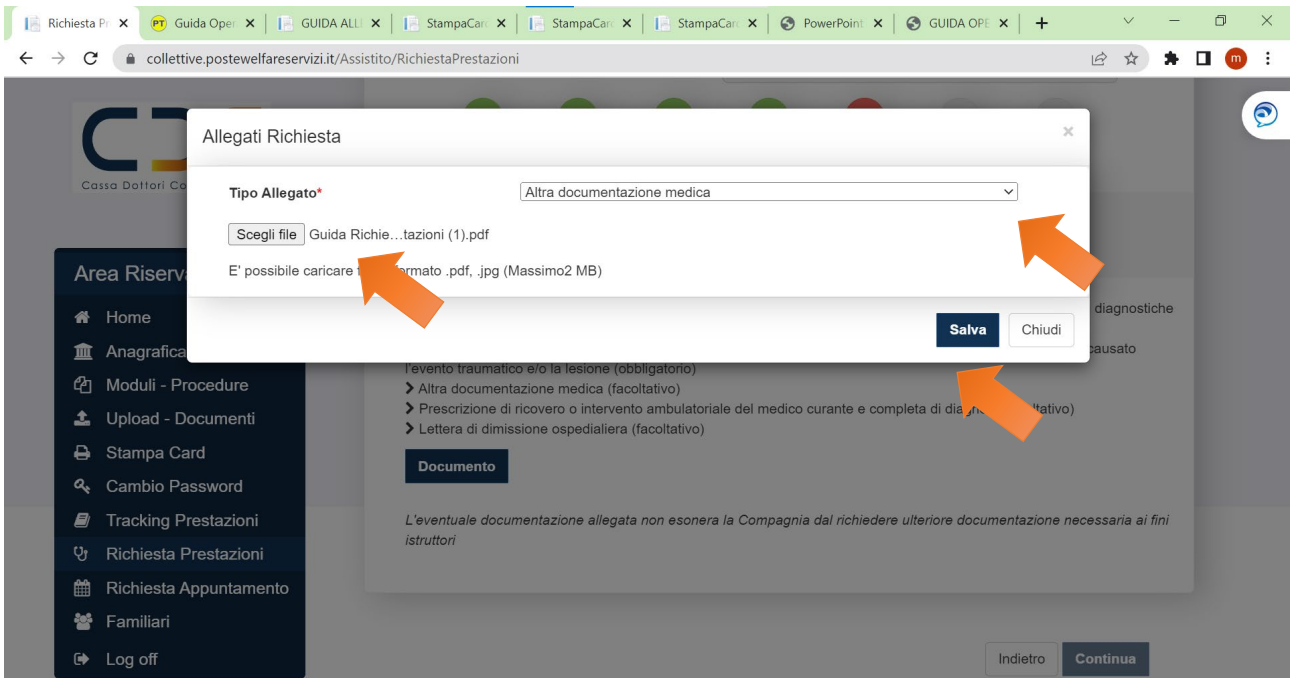 Richiesta Pr
Guida Oper
GUIDA ALL
StampaCar
StampaCar
StampaCar
PowerPoint
GUIDA OPE
collettive.postewelfareservizi.it/Assistito/RichiestaPrestazioni
m
Cassa Dottori Co
Allegati Richiesta
Tipo Allegato*
Altra documentazione medica
Scegli file Guida Richie…tazioni (1).pdf
E' possibile caricare formato .pdf, .jpg (Massimo2 MB)
Salva
Chiudi
Area Riserv
Home
Anagrafica
Moduli - Procedure
Upload - Documenti
Stampa Card
Cambio Password
Tracking Prestazioni
Richiesta Prestazioni
Richiesta Appuntamento
Familiari
Log off
diagnostiche
causato
l'evento traumatico e/o la lesione (obbligatorio)
Altra documentazione medica (facoltativo)
Prescrizione di ricovero o intervento ambulatoriale del medico curante e completa di
Lettera di dimissione ospedialiera (facoltativo)
Documento
L'eventuale documentazione allegata non esonera la Compagnia dal richiedere ulteriore documentazione necessaria ai fini
istruttori
Indietro
Continua